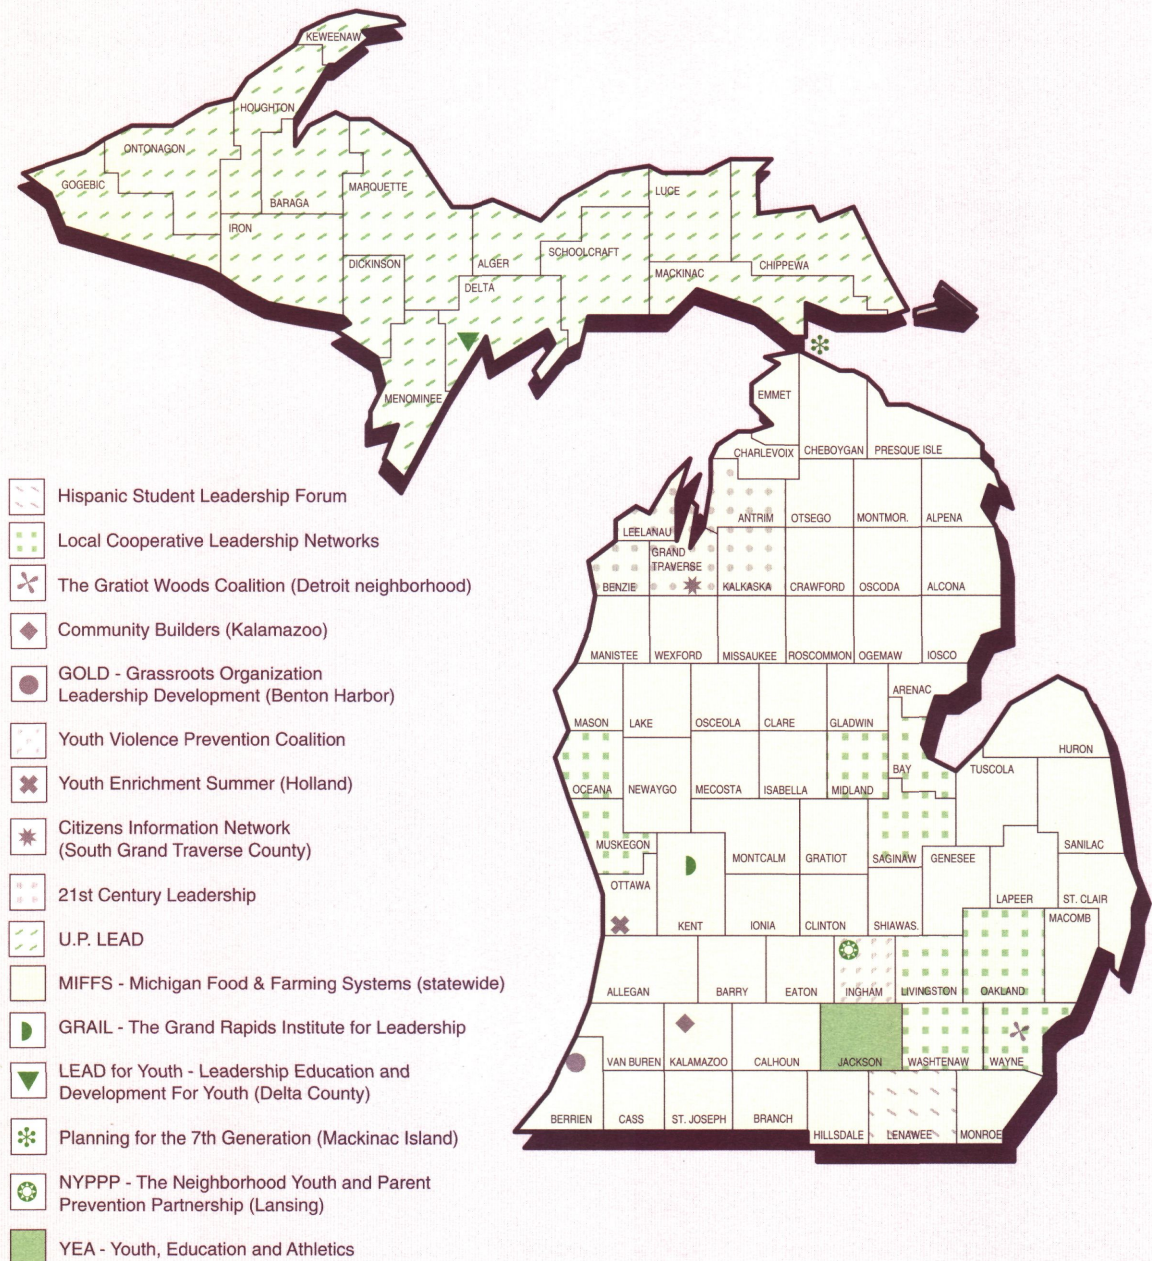 KEWEENAW
HOUGHTON
ONTONAGON
GOGEBIC
MARQUETTE
LUCE
BARAGA
IRON
SCHOOLCRAFT
DICKINSON
ALGER
MACKINAC
CHIPPEWA
DELTA
MENOMINEE
EMMET
CHARLEVOIX
CHEBOYGAN
PRESQUE ISLE
ANTRIM
OTSEGO
MONTMOR.
ALPENA
LEELANAU
GRAND
TRAVERSE
BENZIE
KALKASKA
CRAWFORD
OSCODA
ALCONA
MANISTEE
WEXFORD
MISSAUKEE
ROSCOMMON
OGEMAW
IOSCO
ARENAC
MASON
LAKE
OSCEOLA
CLARE
GLADWIN
HURON
BAY
TUSCOLA
OCEANA
NEWAYGO
MECOSTA
ISABELLA
MIDLAND
MUSKEGON
SANILAC
MONTCALM
GRATIOT
SAGINAW
GENESEE
OTTAWA
LAPEER
ST. CLAIR
MACOMB
KENT
IONIA
CLINTON
SHIAWAS.
ALLEGAN
BARRY
EATON
INGHAM
LIVINGSTON
OAKLAND
VAN BUREN
KALAMAZOO
CALHOUN
JACKSON
WASHTENAW
WAYNE
BERRIEN
CASS
ST. JOSEPH
BRANCH
HILLSDALE
LENAWEE
MONROE
Hispanic Student Leadership Forum
Local Cooperative Leadership Networks
The Gratiot Woods Coalition (Detroit neighborhood)
Community Builders (Kalamazoo)
GOLD - Grassroots Organization
Leadership Development (Benton Harbor)
Youth Violence Prevention Coalition
Youth Enrichment Summer (Holland)
Citizens Information Network
(South Grand Traverse County)
21st Century Leadership
U.P. LEAD
MIFFS - Michigan Food & Farming Systems (statewide)
GRAIL - The Grand Rapids Institute for Leadership
LEAD for Youth - Leadership Education and
Development For Youth (Delta County)
Planning for the 7th Generation (Mackinac Island)
NYPPP - The Neighborhood Youth and Parent
Prevention Partnership (Lansing)
YEA - Youth, Education and Athletics